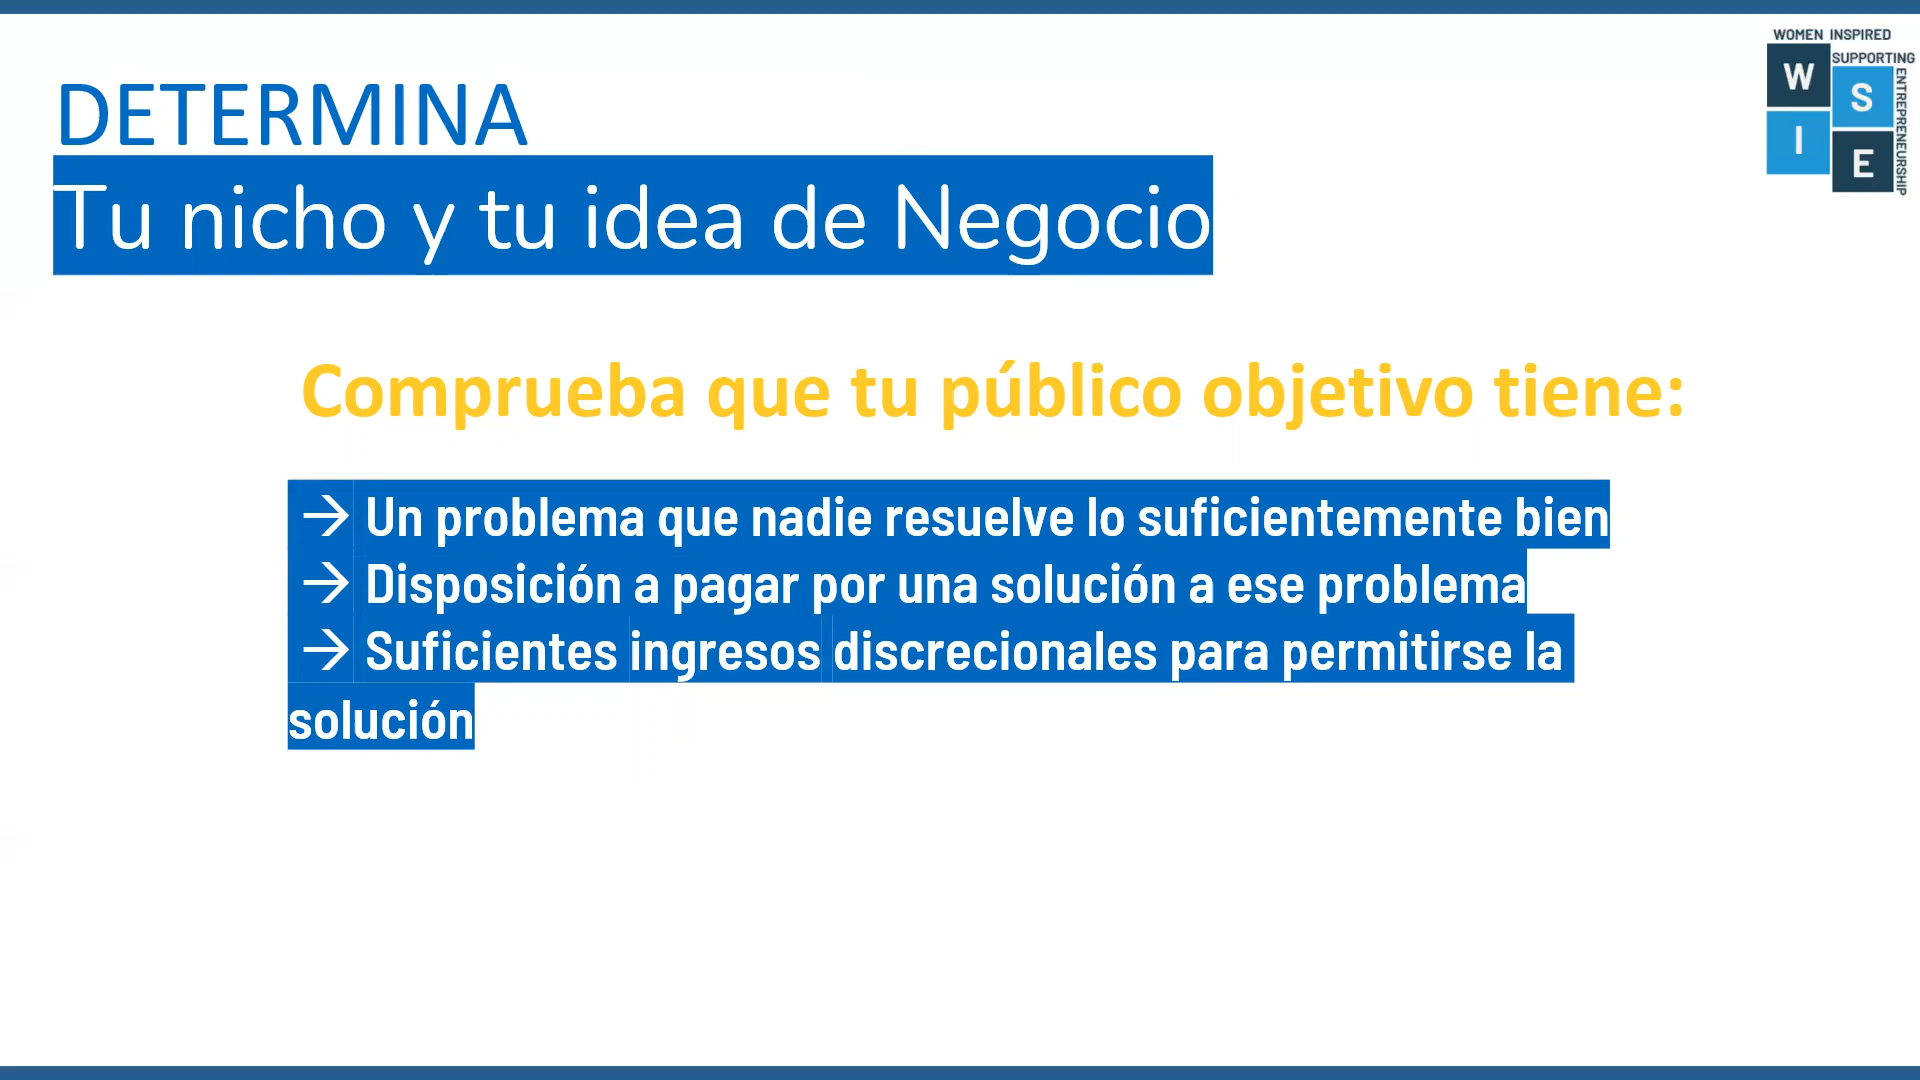 WOMEN INSPIRED
SUPPORTING
ENTREPRENEURSHIP
W
S
I
E
DETERMINA
Tu nicho y tu idea de Negocio
Comprueba que tu público objetivo tiene:
→ Un problema que nadie resuelve lo suficientemente bien
→ Disposición a pagar por una solución a ese problema
→ Suficientes ingresos discrecionales para permitirse la
solución